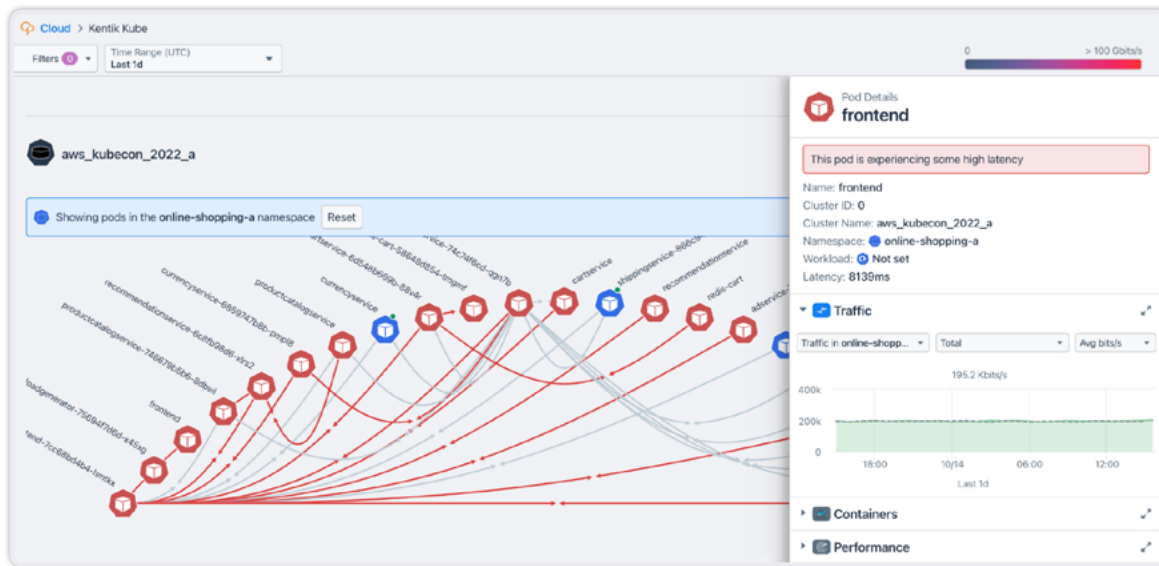 Cloud > Kentik Kube
Filters 0
Time Range (UTC)
Last 1d
0 > 100 Gbits/s
aws_kubecon_2022_a
Showing pods in the online-shopping-a namespace Reset
currencyservice
productcatalogservice
cartservice
recommendationservice
redis-cart
frontend
Pod Details
frontend
This pod is experiencing some high latency
Name: frontend
Cluster ID: 0
Cluster Name: aws_kubecon_2022_a
Namespace: online-shopping-a
Workload: Not set
Latency: 8139ms
Traffic
Traffic in online-shopp... Total Avg bits/s
195.2 Kbits/s
400k
200k
0
18:00 10/14 06:00 12:00
Last 1d
Containers
Performance